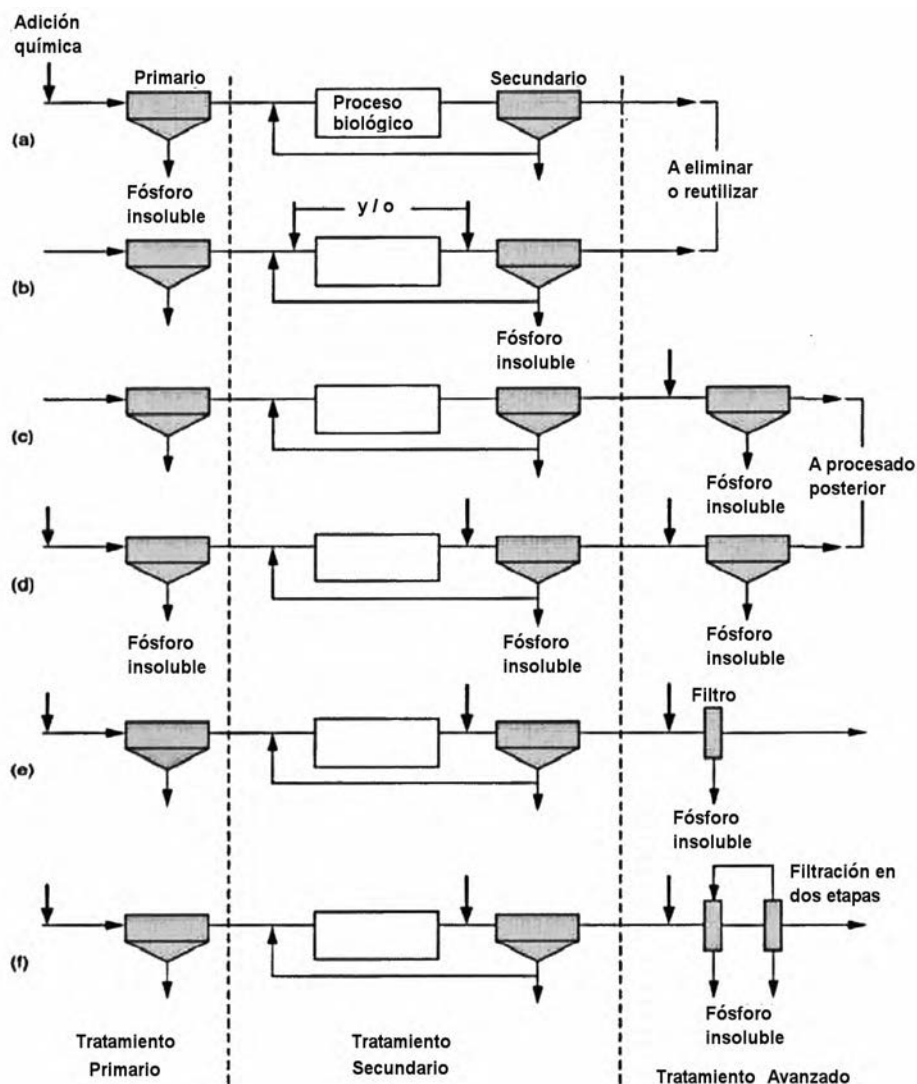 Adición
química
Primario
Secundario
Proceso
biológico
(a)
Fósforo
insoluble
A eliminar
o reutilizar
y / o
(b)
Fósforo
insoluble
(c)
Fósforo
insoluble
A procesado
posterior
(d)
Fósforo
insoluble
Fósforo
insoluble
Fósforo
insoluble
Filtro
(e)
Fósforo
insoluble
Filtración en
dos etapas
(f)
Fósforo
insoluble
Tratamiento
Primario
Tratamiento
Secundario
Tratamiento Avanzado